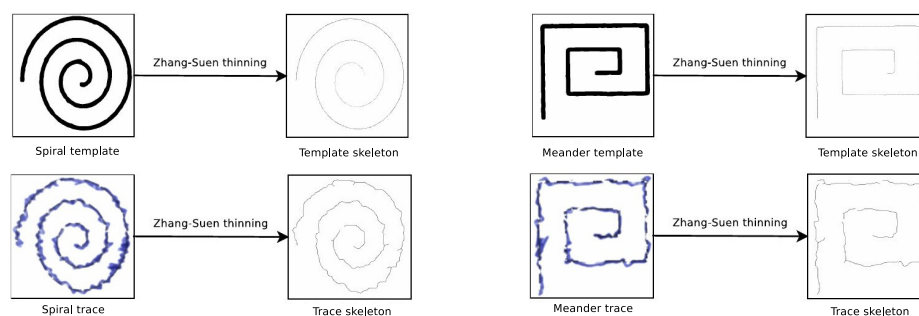 Zhang-Suen thinning
Zhang-Suen thinning
Spiral template
Template skeleton
Meander template
Template skeleton
Zhang-Suen thinning
Zhang-Suen thinning
Spiral trace
Trace skeleton
Meander trace
Trace skeleton